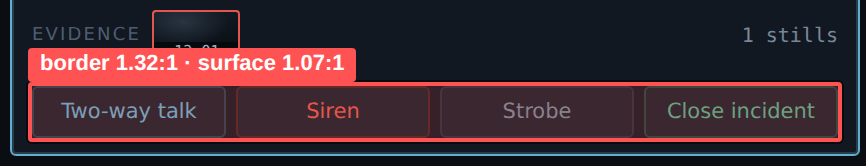 EVIDENCE
1 stills
border 1.32:1 · surface 1.07:1
Two-way talk
Siren
Strobe
Close incident